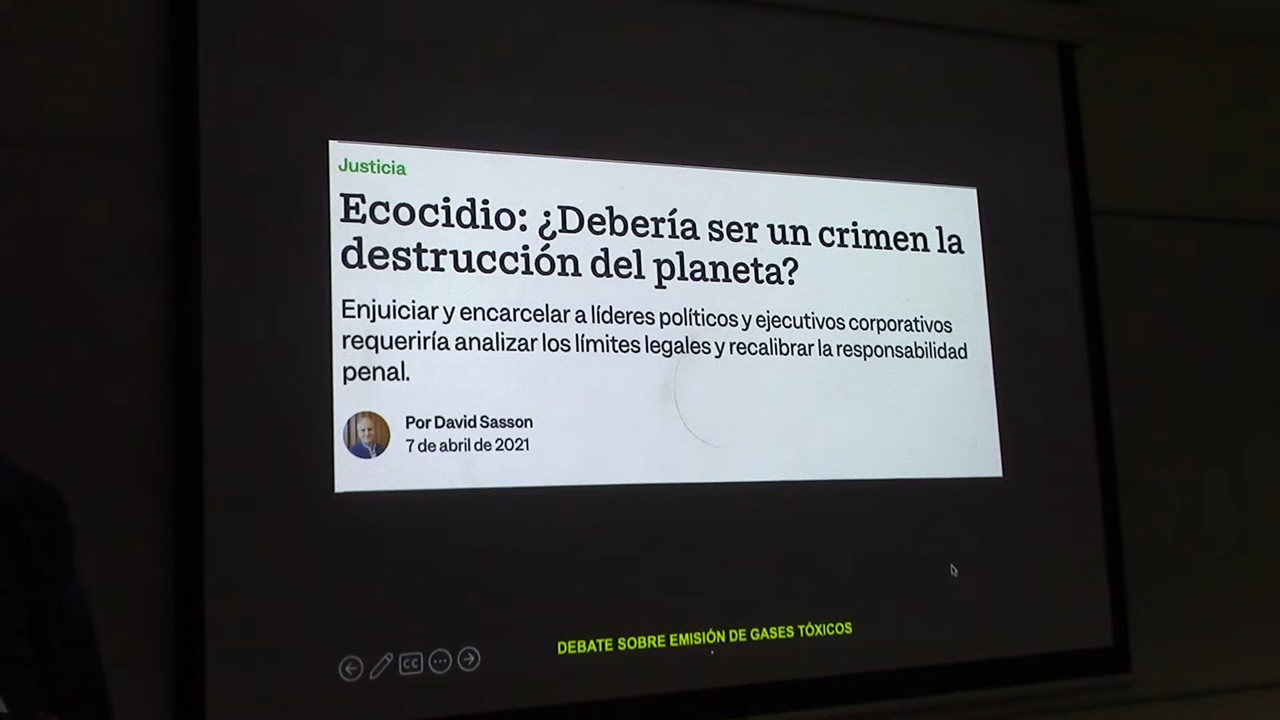 Justicia
Ecocidio: ¿Debería ser un crimen la
destrucción del planeta?
Enjuiciar y encarcelar a líderes políticos y ejecutivos corporativos
requeriría analizar los límites legales y recalibrar la responsabilidad
penal.
Por David Sasson
7 de abril de 2021
DEBATE SOBRE EMISIÓN DE GASES TÓXICOS
CC